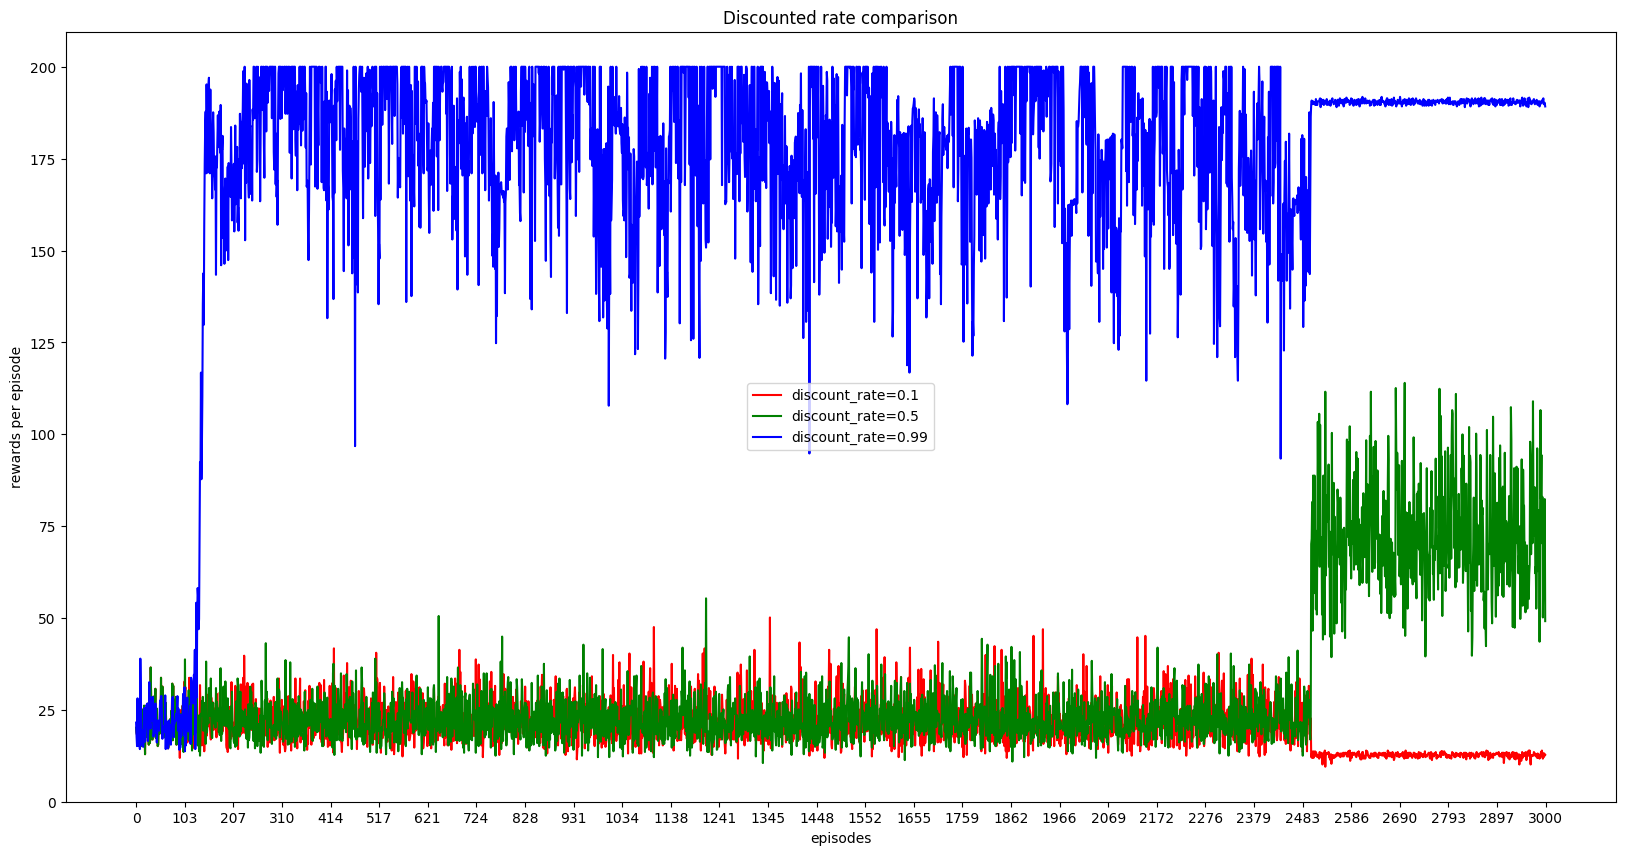 Discounted rate comparison
200
175
150
125
100
75
50
25
0
rewards per episode
discount_rate=0.1
discount_rate=0.5
discount_rate=0.99
0 103 207 310 414 517 621 724 828 931 1034 1138 1241 1345 1448 1552 1655 1759 1862 1966 2069 2172 2276 2379 2483 2586 2690 2793 2897 3000
episodes